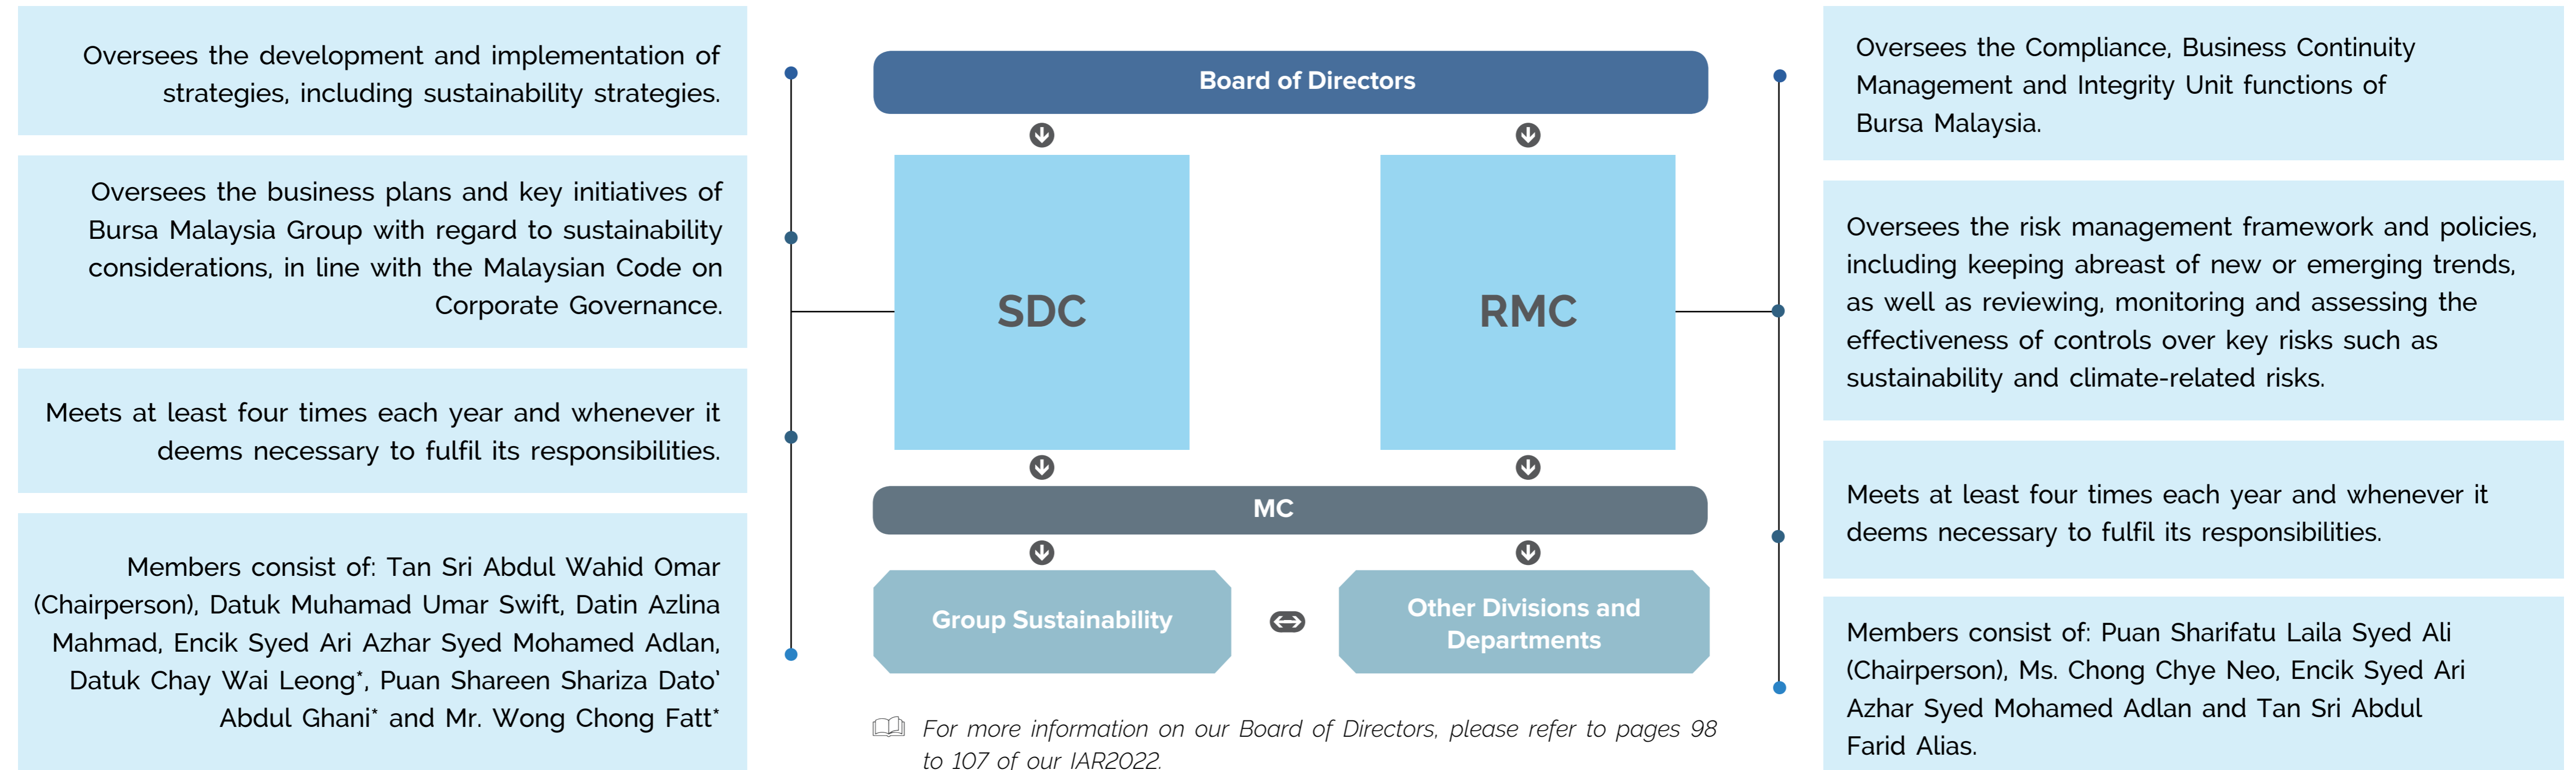 Oversees the development and implementation of
strategies, including sustainability strategies.
Oversees the business plans and key initiatives of
Bursa Malaysia Group with regard to sustainability
considerations, in line with the Malaysian Code on
Corporate Governance.
Meets at least four times each year and whenever it
deems necessary to fulfil its responsibilities.
Members consist of: Tan Sri Abdul Wahid Omar
(Chairperson), Datuk Muhamad Umar Swift, Datin Azlina
Mahmad, Encik Syed Ari Azhar Syed Mohamed Adlan,
Datuk Chay Wai Leong*, Puan Shareen Shariza Dato'
Abdul Ghani* and Mr. Wong Chong Fatt*
Board of Directors
SDC
RMC
MC
Group Sustainability
Other Divisions and
Departments
For more information on our Board of Directors, please refer to pages 98
to 107 of our IAR2022.
Oversees the Compliance, Business Continuity
Management and Integrity Unit functions of
Bursa Malaysia.
Oversees the risk management framework and policies,
including keeping abreast of new or emerging trends,
as well as reviewing, monitoring and assessing the
effectiveness of controls over key risks such as
sustainability and climate-related risks.
Meets at least four times each year and whenever it
deems necessary to fulfil its responsibilities.
Members consist of: Puan Sharifatu Laila Syed Ali
(Chairperson), Ms. Chong Chye Neo, Encik Syed Ari
Azhar Syed Mohamed Adlan and Tan Sri Abdul
Farid Alias.